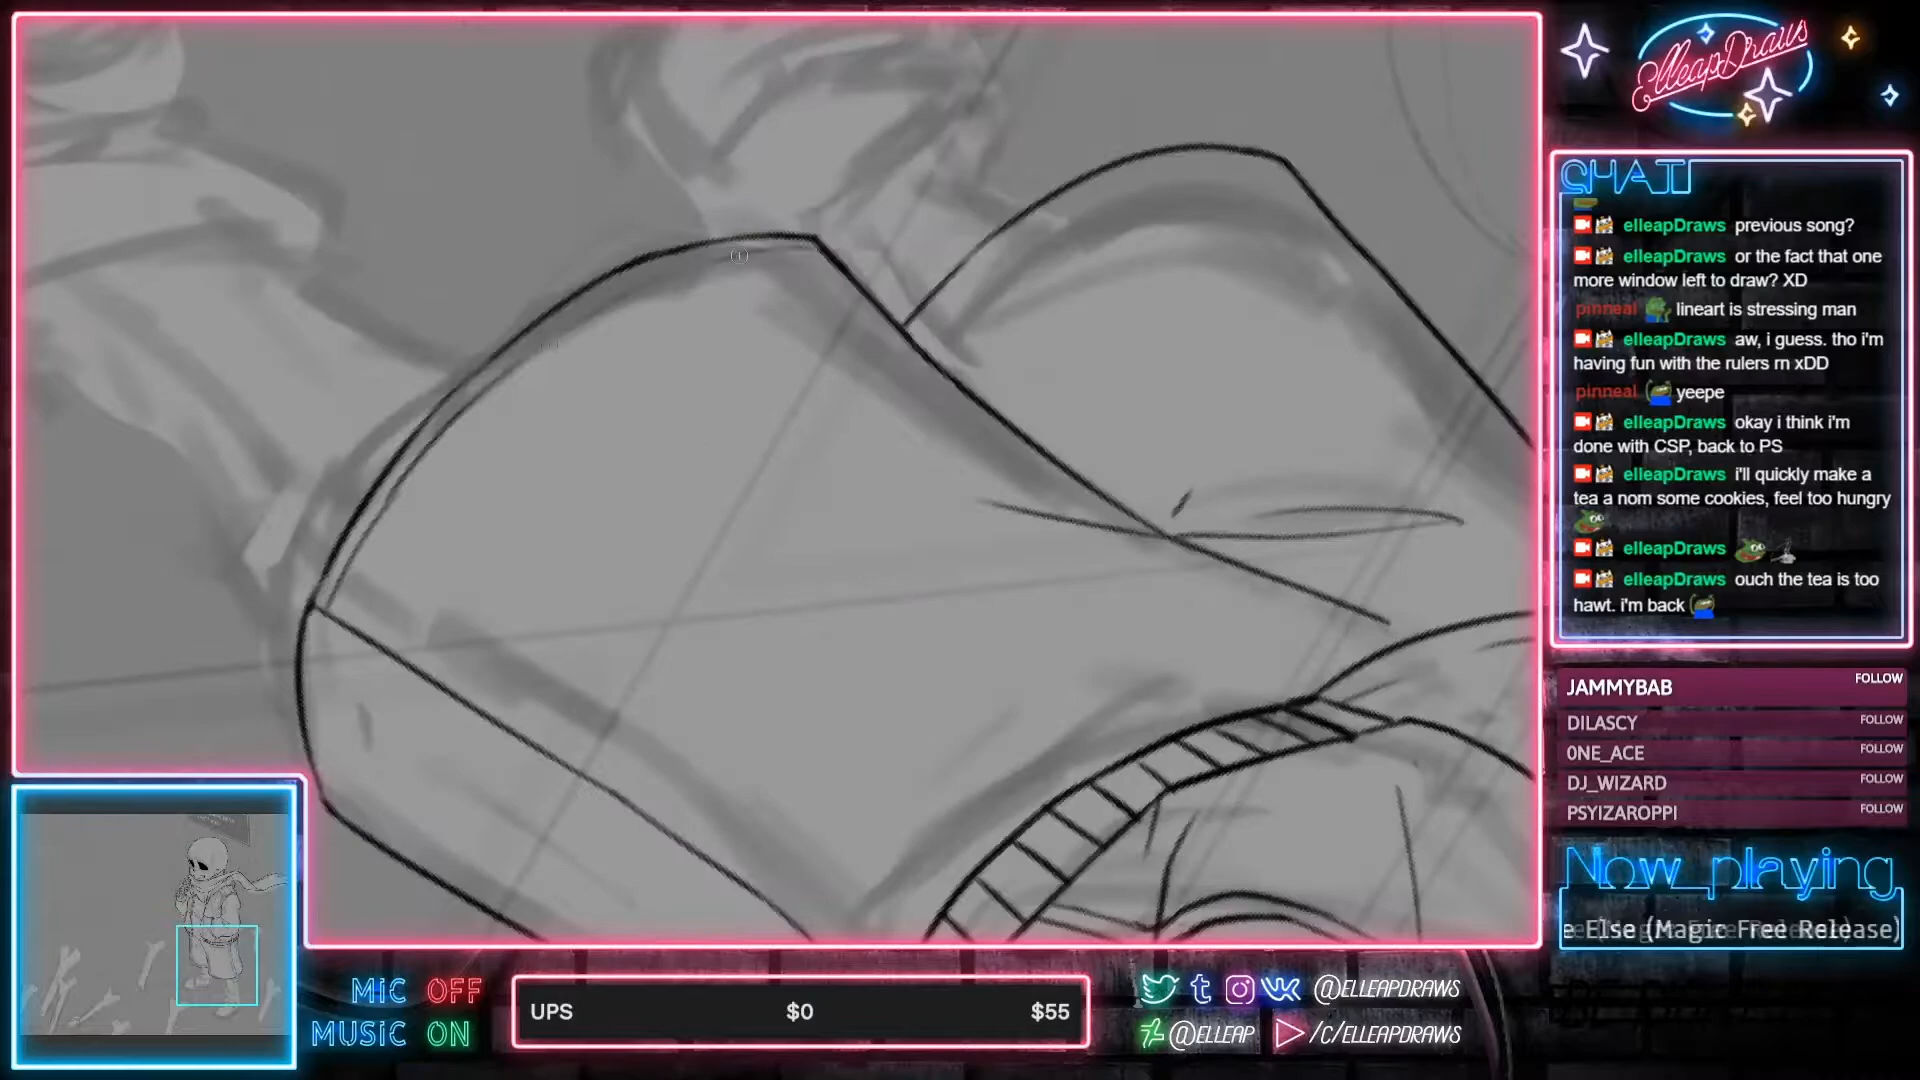 ElleapDraws
CHAT
elleapDraws previous song?
elleapDraws or the fact that one
more window left to draw? XD
pinneal lineart is stressing man
elleapDraws aw, i guess. tho i'm
having fun with the rulers rn xDD
pinneal yeepe
elleapDraws okay i think i'm
done with CSP, back to PS
elleapDraws i'll quickly make a
tea a nom some cookies, feel too hungry
elleapDraws
elleapDraws ouch the tea is too
hawt. i'm back
JAMMYBAB FOLLOW
DILASCY FOLLOW
0NE_ACE FOLLOW
DJ_WIZARD FOLLOW
PSYIZAROPPI FOLLOW
Now playing
e Else (Magic Free Release)
MiC OFF
MUSiC ON
UPS $0 $55
@ELLEAPDRAWS
@ELLEAP /C/ELLEAPDRAWS